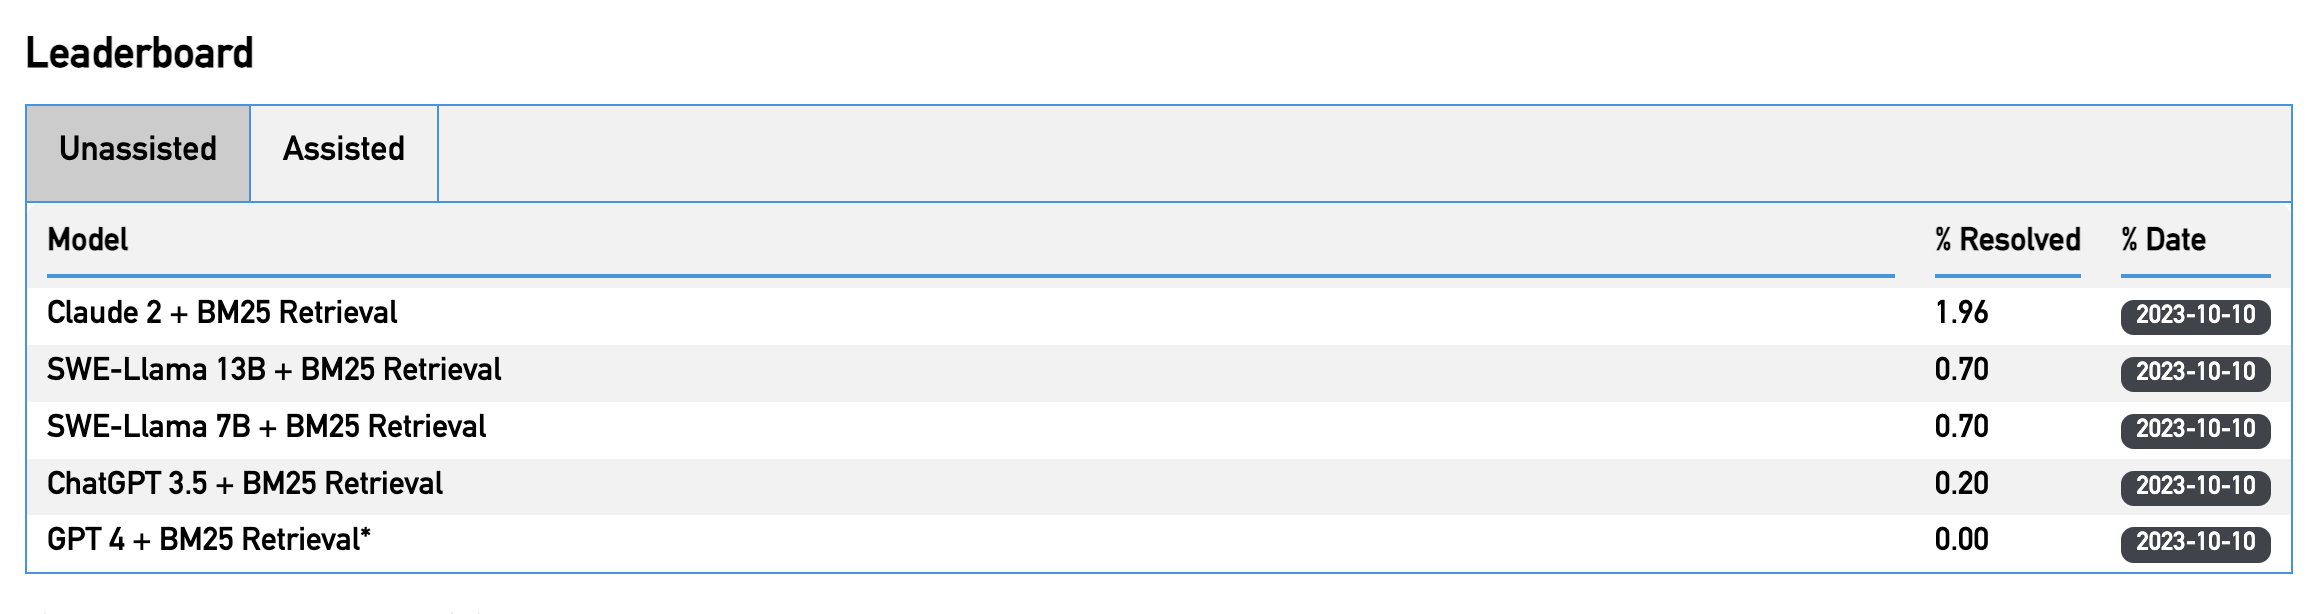 Leaderboard
Unassisted Assisted
Model % Resolved % Date
Claude 2 + BM25 Retrieval 1.96 2023-10-10
SWE-Llama 13B + BM25 Retrieval 0.70 2023-10-10
SWE-Llama 7B + BM25 Retrieval 0.70 2023-10-10
ChatGPT 3.5 + BM25 Retrieval 0.20 2023-10-10
GPT 4 + BM25 Retrieval* 0.00 2023-10-10